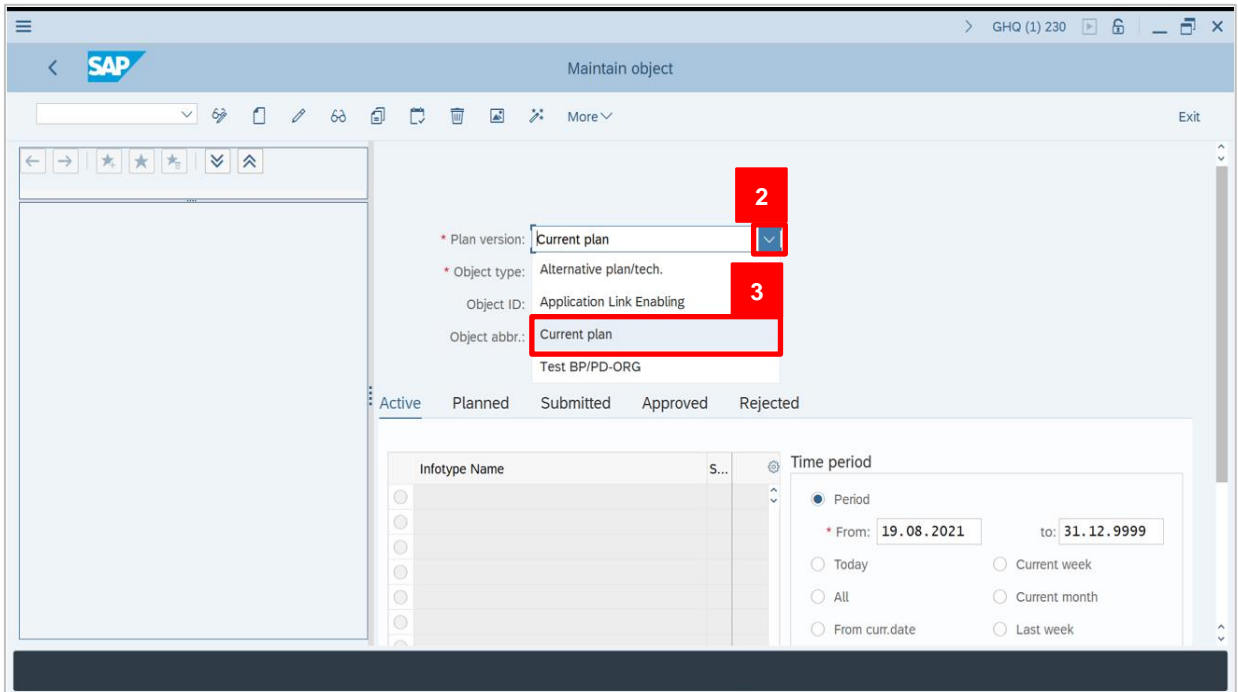 GHQ (1) 230
SAP
Maintain object
More
Exit
2
* Plan version: Current plan
* Object type: Alternative plan/tech.
3
Object ID: Application Link Enabling
Object abbr.: Current plan
Test BP/PD-ORG
Active Planned Submitted Approved Rejected
Infotype Name S...
Time period
Period
* From: 19.08.2021 to: 31.12.9999
Today Current week
All Current month
From curr.date Last week